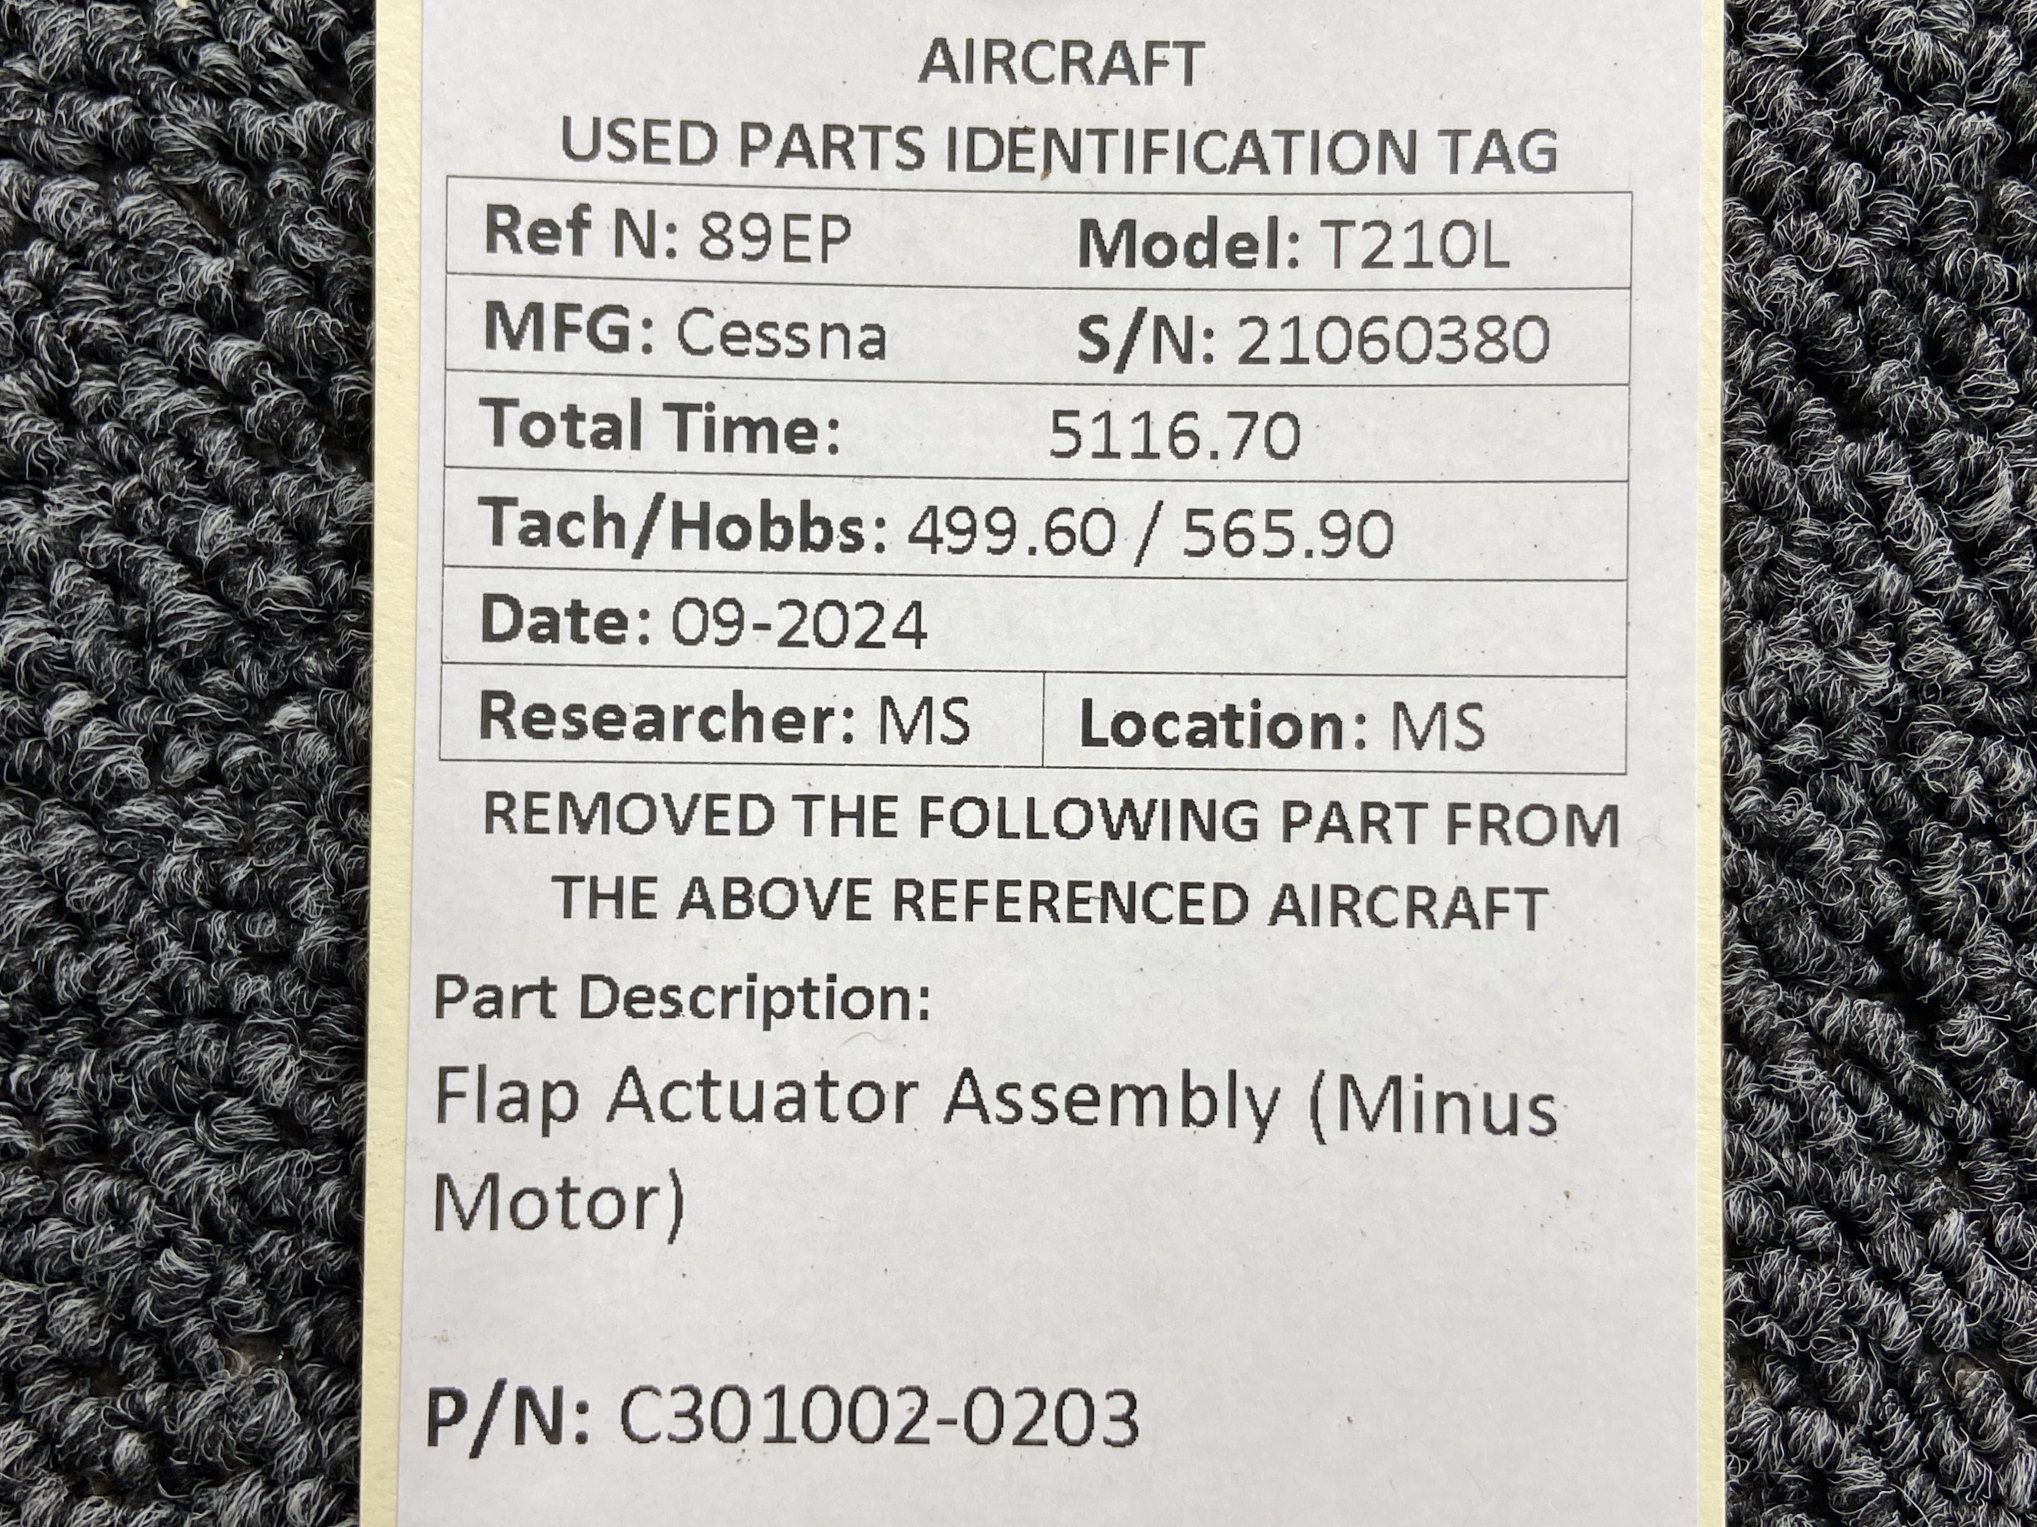 AIRCRAFT
USED PARTS IDENTIFICATION TAG
Ref N: 89EP Model: T210L
MFG: Cessna S/N: 21060380
Total Time: 5116.70
Tach/Hobbs: 499.60 / 565.90
Date: 09-2024
Researcher: MS Location: MS
REMOVED THE FOLLOWING PART FROM
THE ABOVE REFERENCED AIRCRAFT
Part Description:
Flap Actuator Assembly (Minus
Motor)
P/N: C301002-0203